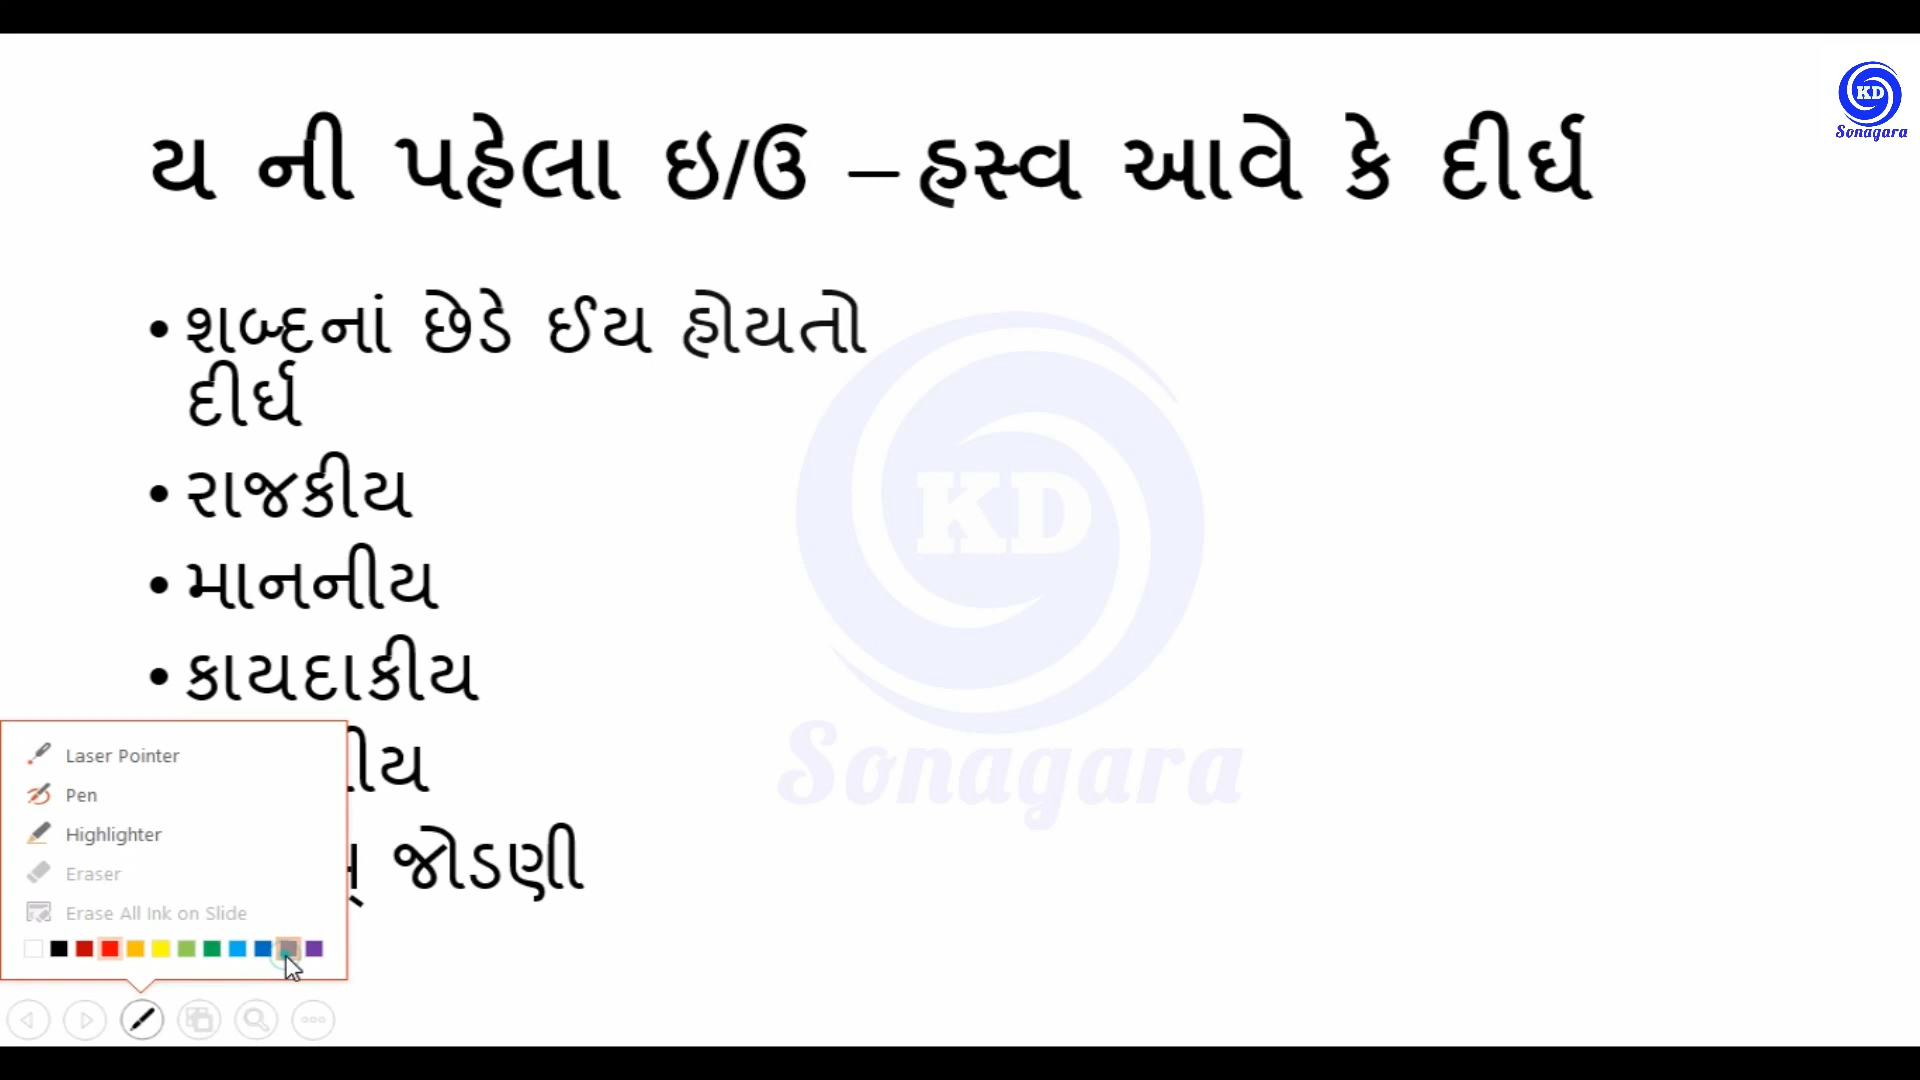 ય ની પહેલા ઇ/ઉ – હસ્વ આવે કે દીર્ઘ
KD
Sonagara
• શબ્દનાં છેડે ઈય હોયતો
દીર્ઘ
• રાજકીય
• માનનીય
• કાયદાકીય
જોડણી
KD
Sonagara
Laser Pointer
Pen
Highlighter
Eraser
Erase All Ink on Slide